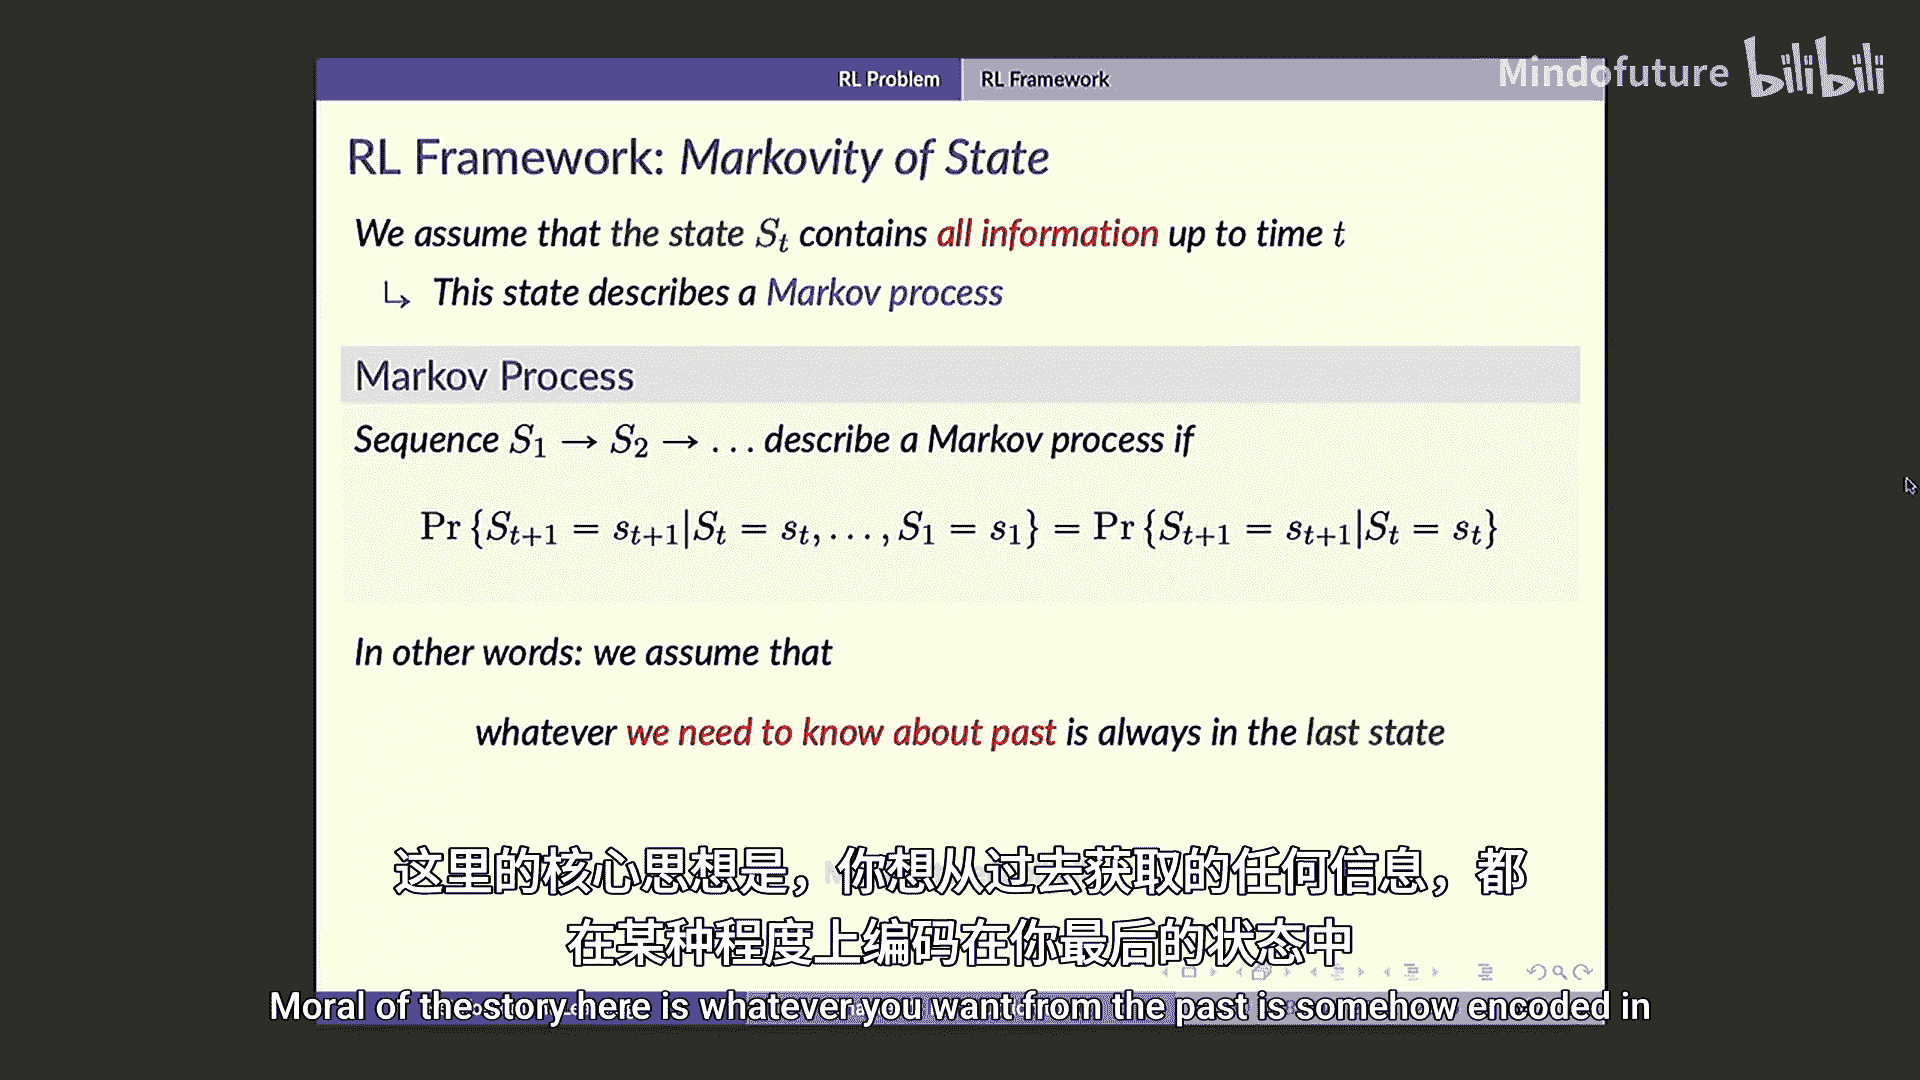 RL Problem RL Framework
Mindofuture bilibili
RL Framework: Markovity of State
We assume that the state S_t contains all information up to time t
↳ This state describes a Markov process
Markov Process
Sequence S_1 → S_2 → ... describe a Markov process if
Pr {S_{t+1} = s_{t+1}|S_t = s_t, ..., S_1 = s_1} = Pr {S_{t+1} = s_{t+1}|S_t = s_t}
In other words: we assume that
whatever we need to know about past is always in the last state
这里的核心思想是，你想从过去获取的任何信息，都
在某种程度上编码在你最后的状态中
Moral of the story here is whatever you want from the past is somehow encoded in